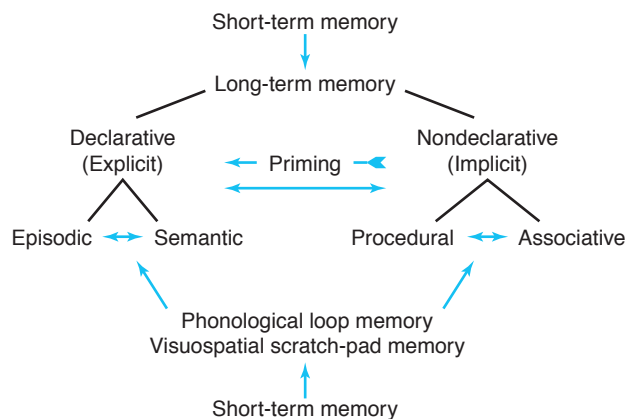 Short-term memory
Long-term memory
Declarative
(Explicit)
Priming
Nondeclarative
(Implicit)
Episodic
Semantic
Procedural
Associative
Phonological loop memory
Visuospatial scratch-pad memory
Short-term memory